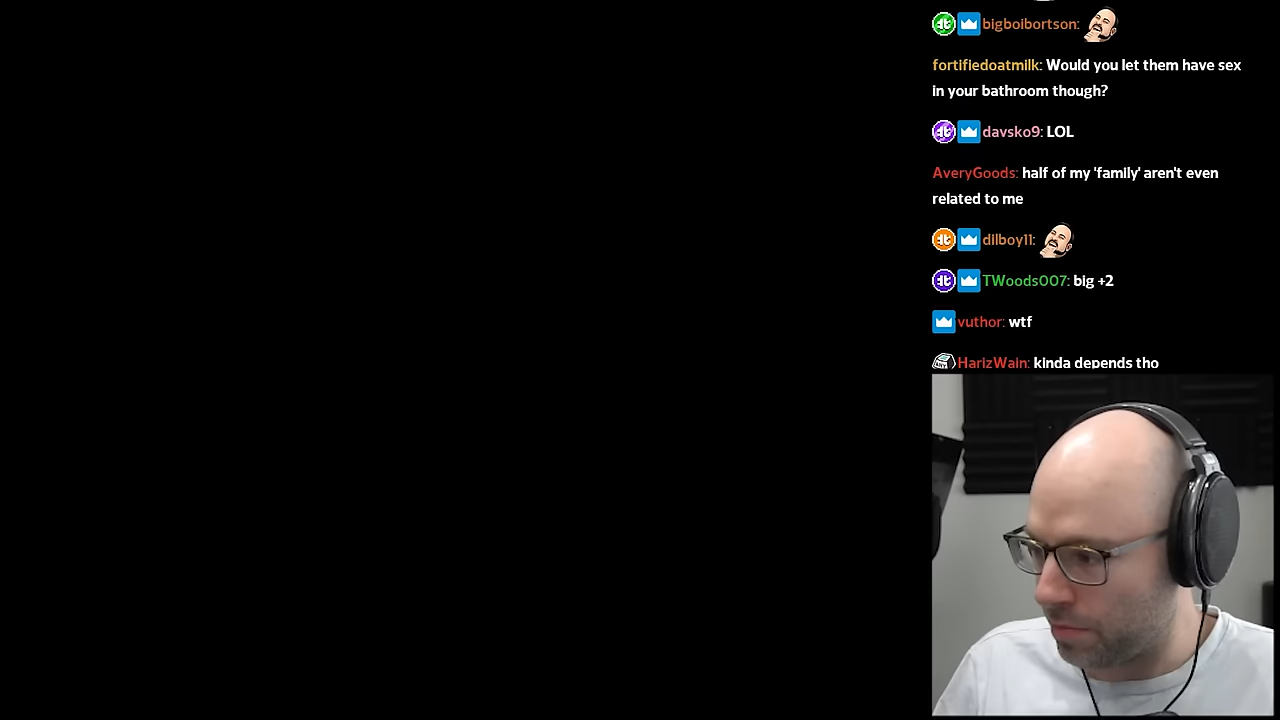 bigboibortson:
fortifiedoatmilk: Would you let them have sex
in your bathroom though?
davsko9: LOL
AveryGoods: half of my 'family' aren't even
related to me
dilboy11:
TWoods007: big +2
vuthor: wtf
HarizWain: kinda depends tho